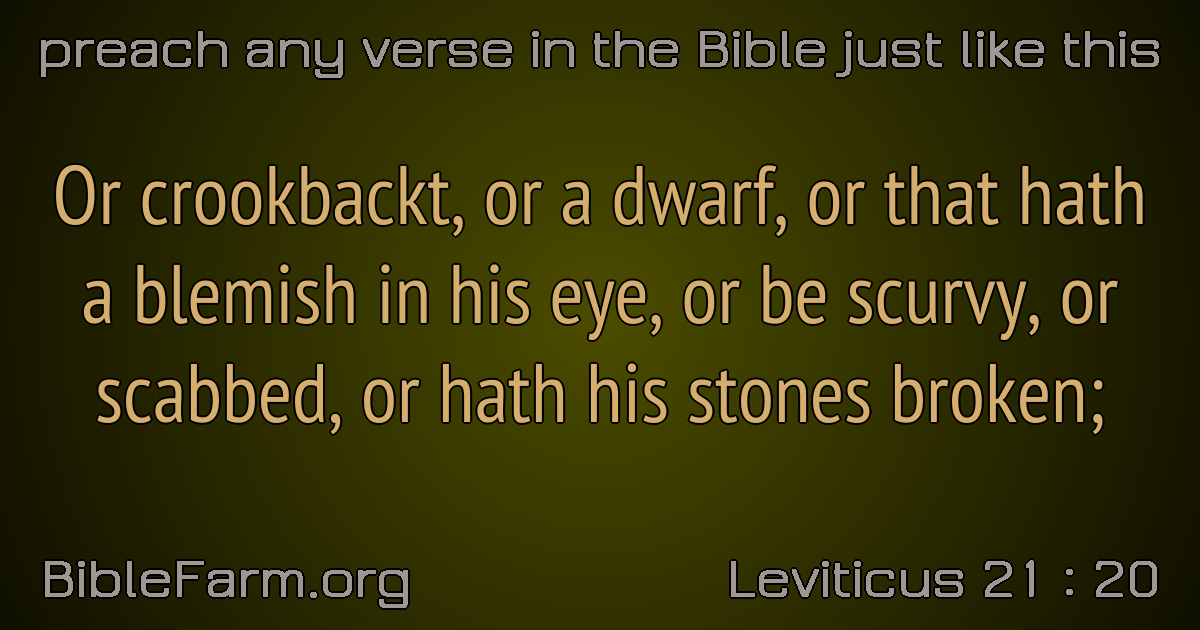 preach any verse in the Bible just like this
Or crookbackt, or a dwarf, or that hath
a blemish in his eye, or be scurvy, or
scabbed, or hath his stones broken;
BibleFarm.org
Leviticus 21 : 20